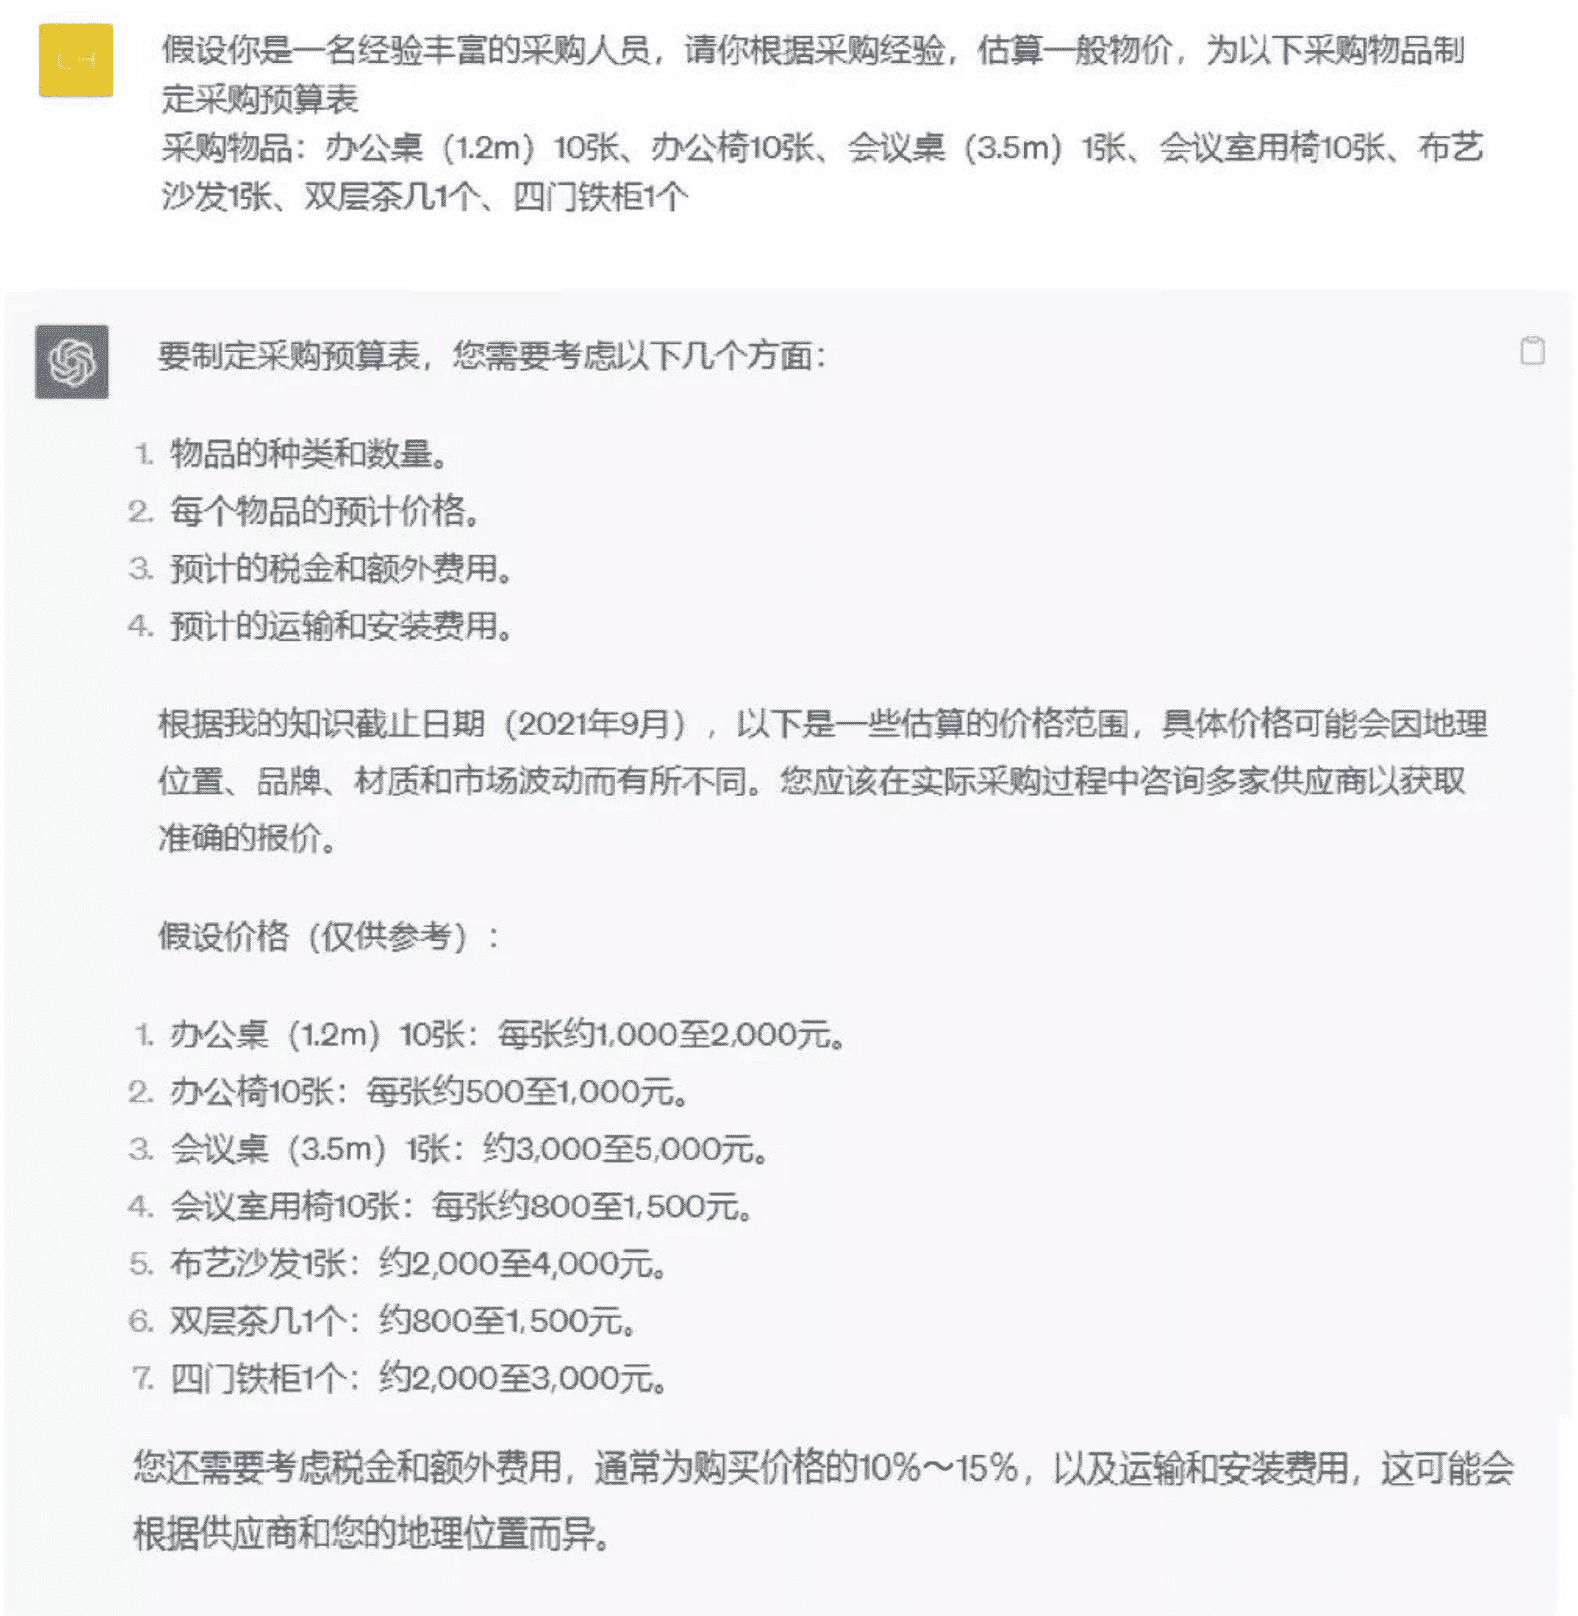 假设你是一名经验丰富的采购人员，请你根据采购经验，估算一般物价，为以下采购物品制
定采购预算表
采购物品：办公桌（1.2m）10张、办公椅10张、会议桌（3.5m）1张、会议室用椅10张、布艺
沙发1张、双层茶几1个、四门铁柜1个
要制定采购预算表，您需要考虑以下几个方面：
1. 物品的种类和数量。
2. 每个物品的预计价格。
3. 预计的税金和额外费用。
4. 预计的运输和安装费用。
根据我的知识截止日期（2021年9月），以下是一些估算的价格范围，具体价格可能会因地理
位置、品牌、材质和市场波动而有所不同。您应该在实际采购过程中咨询多家供应商以获取
准确的报价。
假设价格（仅供参考）：
1. 办公桌（1.2m）10张：每张约1,000至2,000元。
2. 办公椅10张：每张约500至1,000元。
3. 会议桌（3.5m）1张：约3,000至5,000元。
4. 会议室用椅10张：每张约800至1,500元。
5. 布艺沙发1张：约2,000至4,000元。
6. 双层茶几1个：约800至1,500元。
7. 四门铁柜1个：约2,000至3,000元。
您还需要考虑税金和额外费用，通常为购买价格的10%～15%，以及运输和安装费用，这可能会
根据供应商和您的地理位置而异。